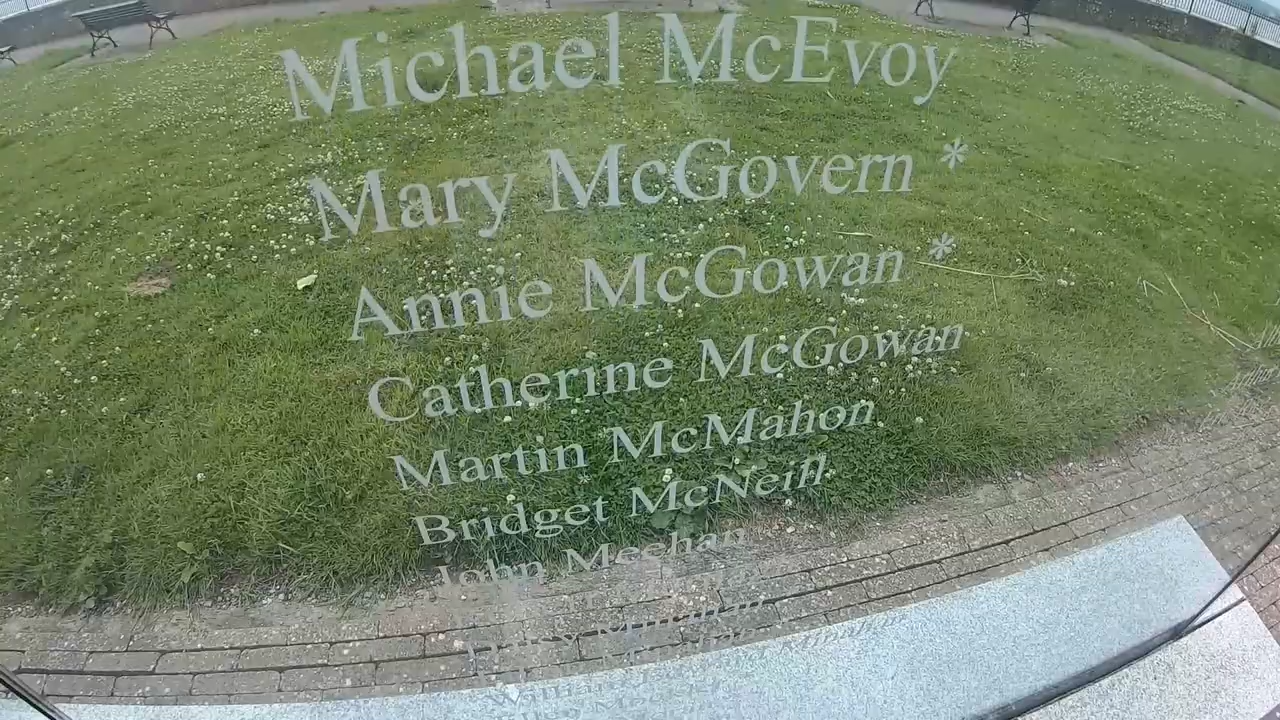 Michael McEvoy
Mary McGovern *
Annie McGowan *
Catherine McGowan
Martin McMahon
Bridget McNeill
John Meehan